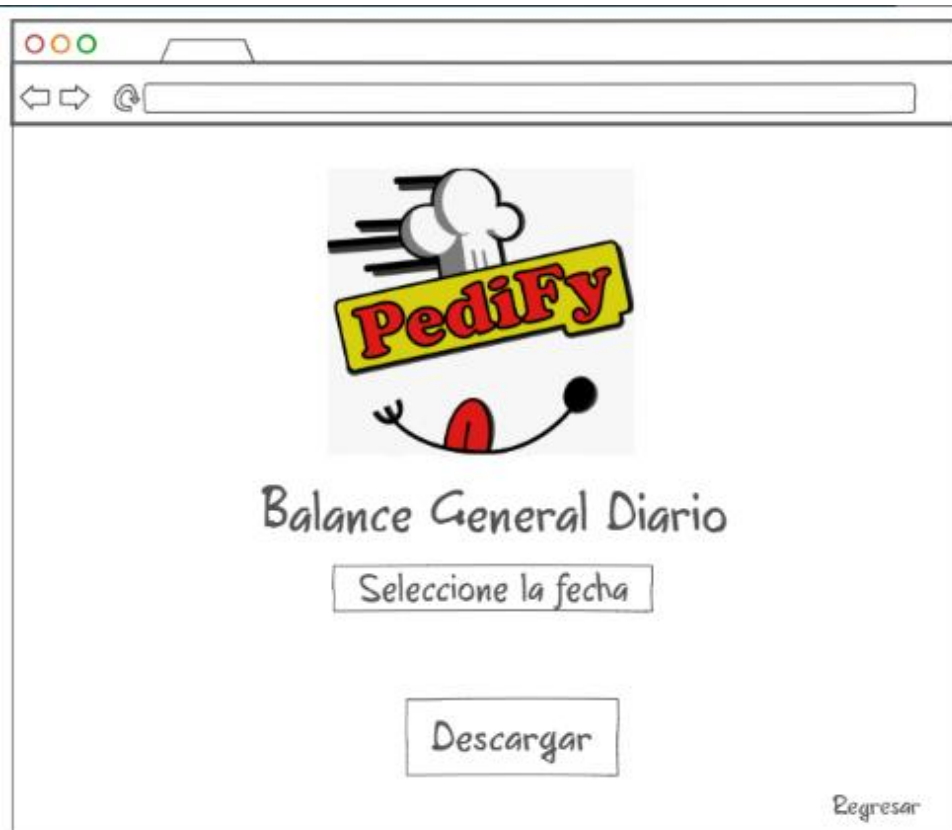 PediFy
Balance General Diario
Seleccione la fecha
Descargar
Regresar